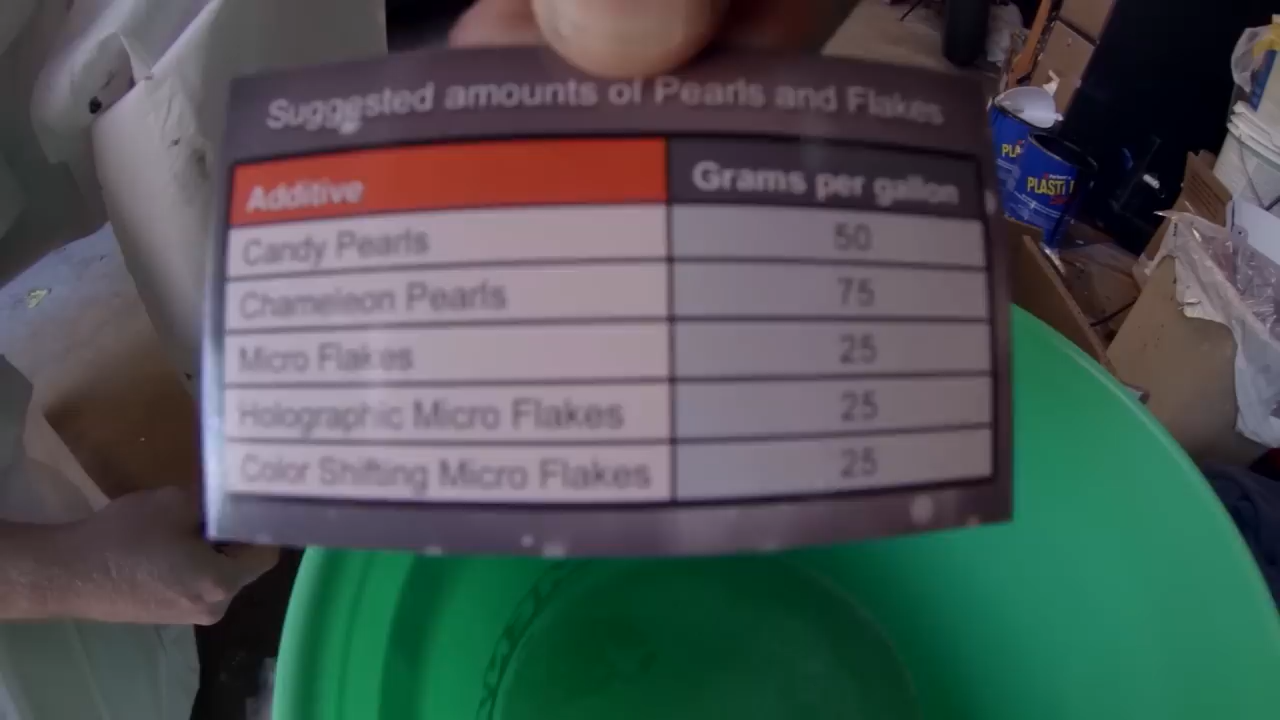 Suggested amounts of Pearls and Flakes
Additive Grams per gallon
Candy Pearls 50
Chameleon Pearls 75
Micro Flakes 25
Holographic Micro Flakes 25
Color Shifting Micro Flakes 25
PLASTI